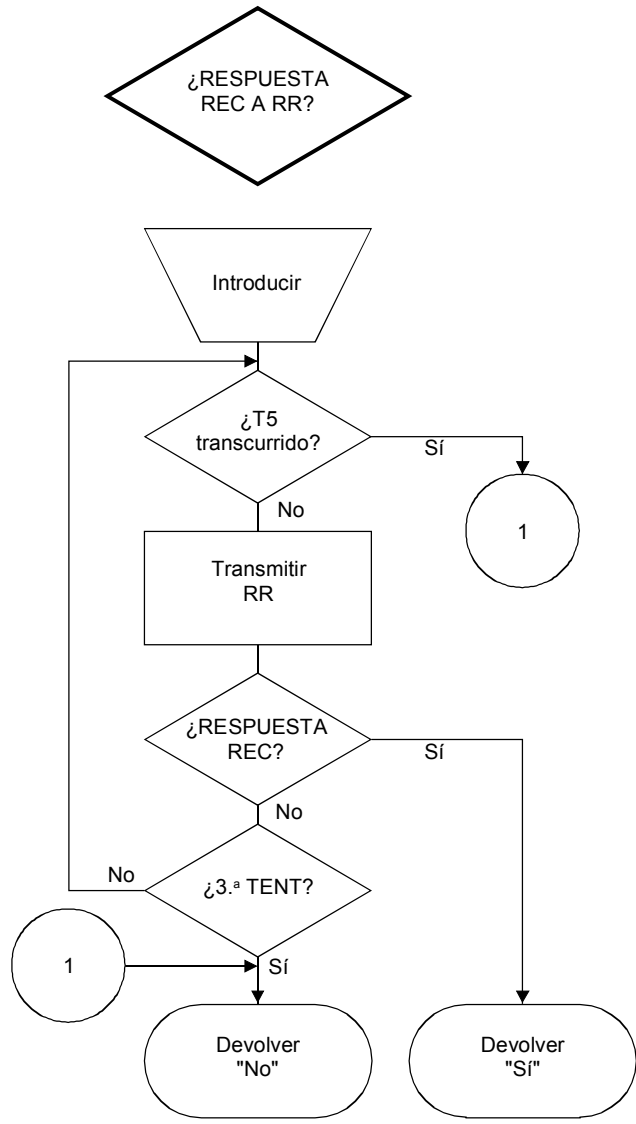 ¿RESPUESTA
REC A RR?
Introducir
¿T5
transcurrido?
Sí
No
1
Transmitir
RR
¿RESPUESTA
REC?
Sí
No
No
¿3.ª TENT?
1
Sí
Devolver
"No"
Devolver
"Sí"